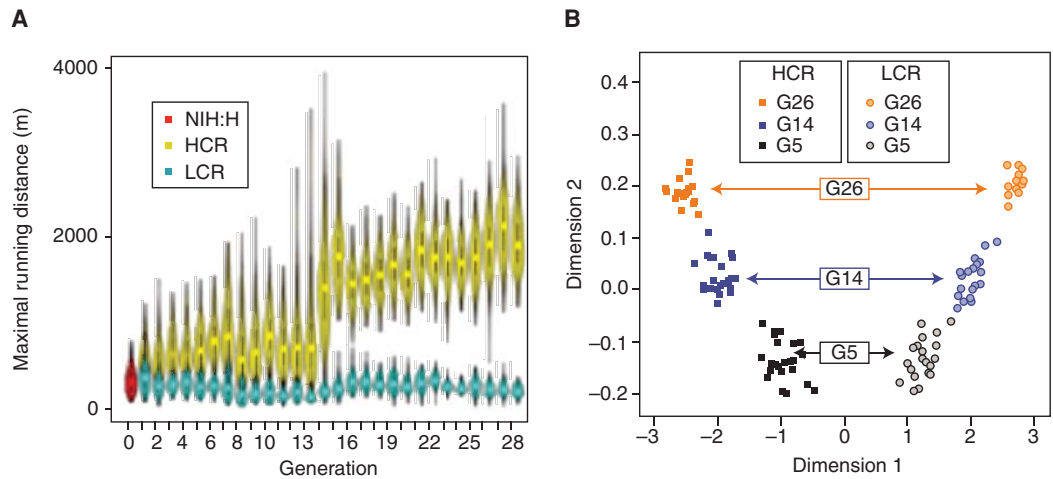 A
Maximal running distance (m)
4000
2000
0
NIH:H
HCR
LCR
0 2 4 6 8 10 13 16 19 22 25 28
Generation
B
Dimension 2
0.4
0.3
0.2
0.1
0.0
–0.1
–0.2
HCR
G26
G14
G5
LCR
G26
G14
G5
G26
G14
G5
–3 –2 –1 0 1 2 3
Dimension 1